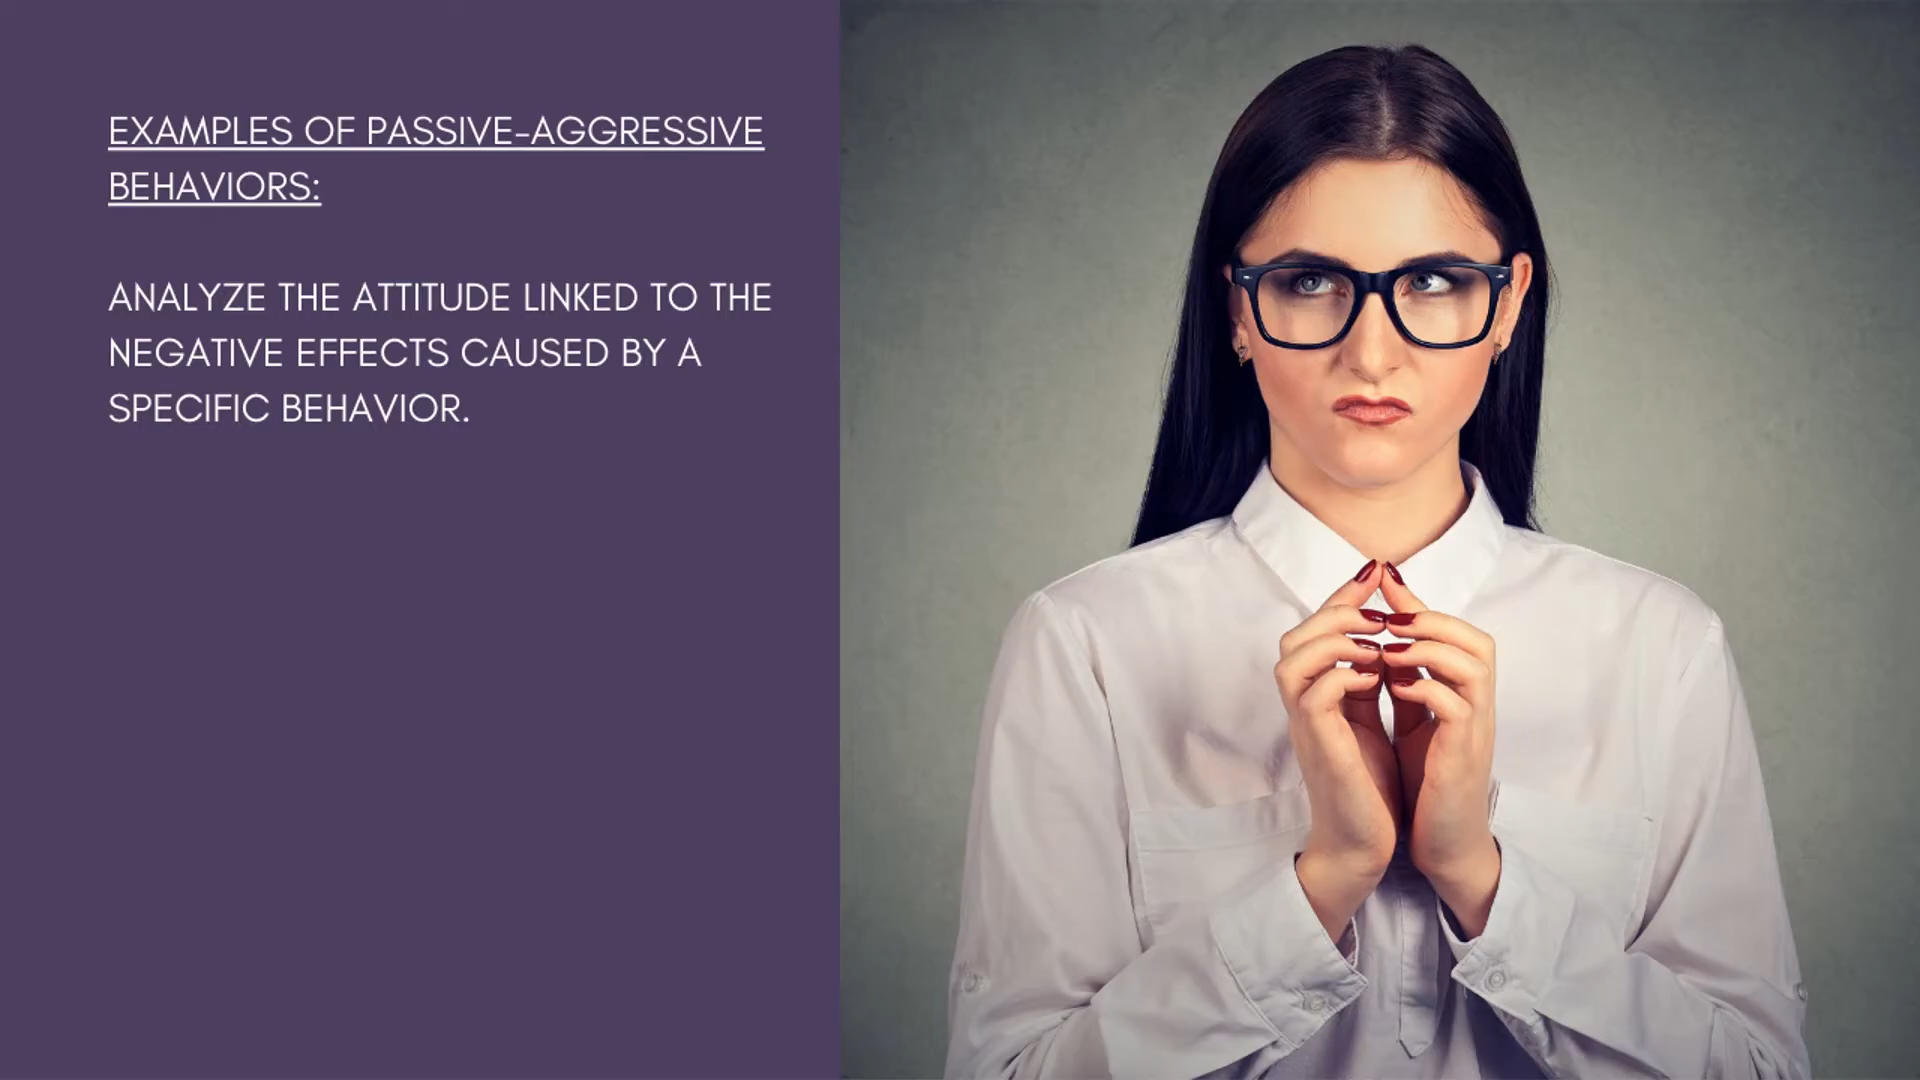 EXAMPLES OF PASSIVE-AGGRESSIVE
BEHAVIORS:
ANALYZE THE ATTITUDE LINKED TO THE
NEGATIVE EFFECTS CAUSED BY A
SPECIFIC BEHAVIOR.